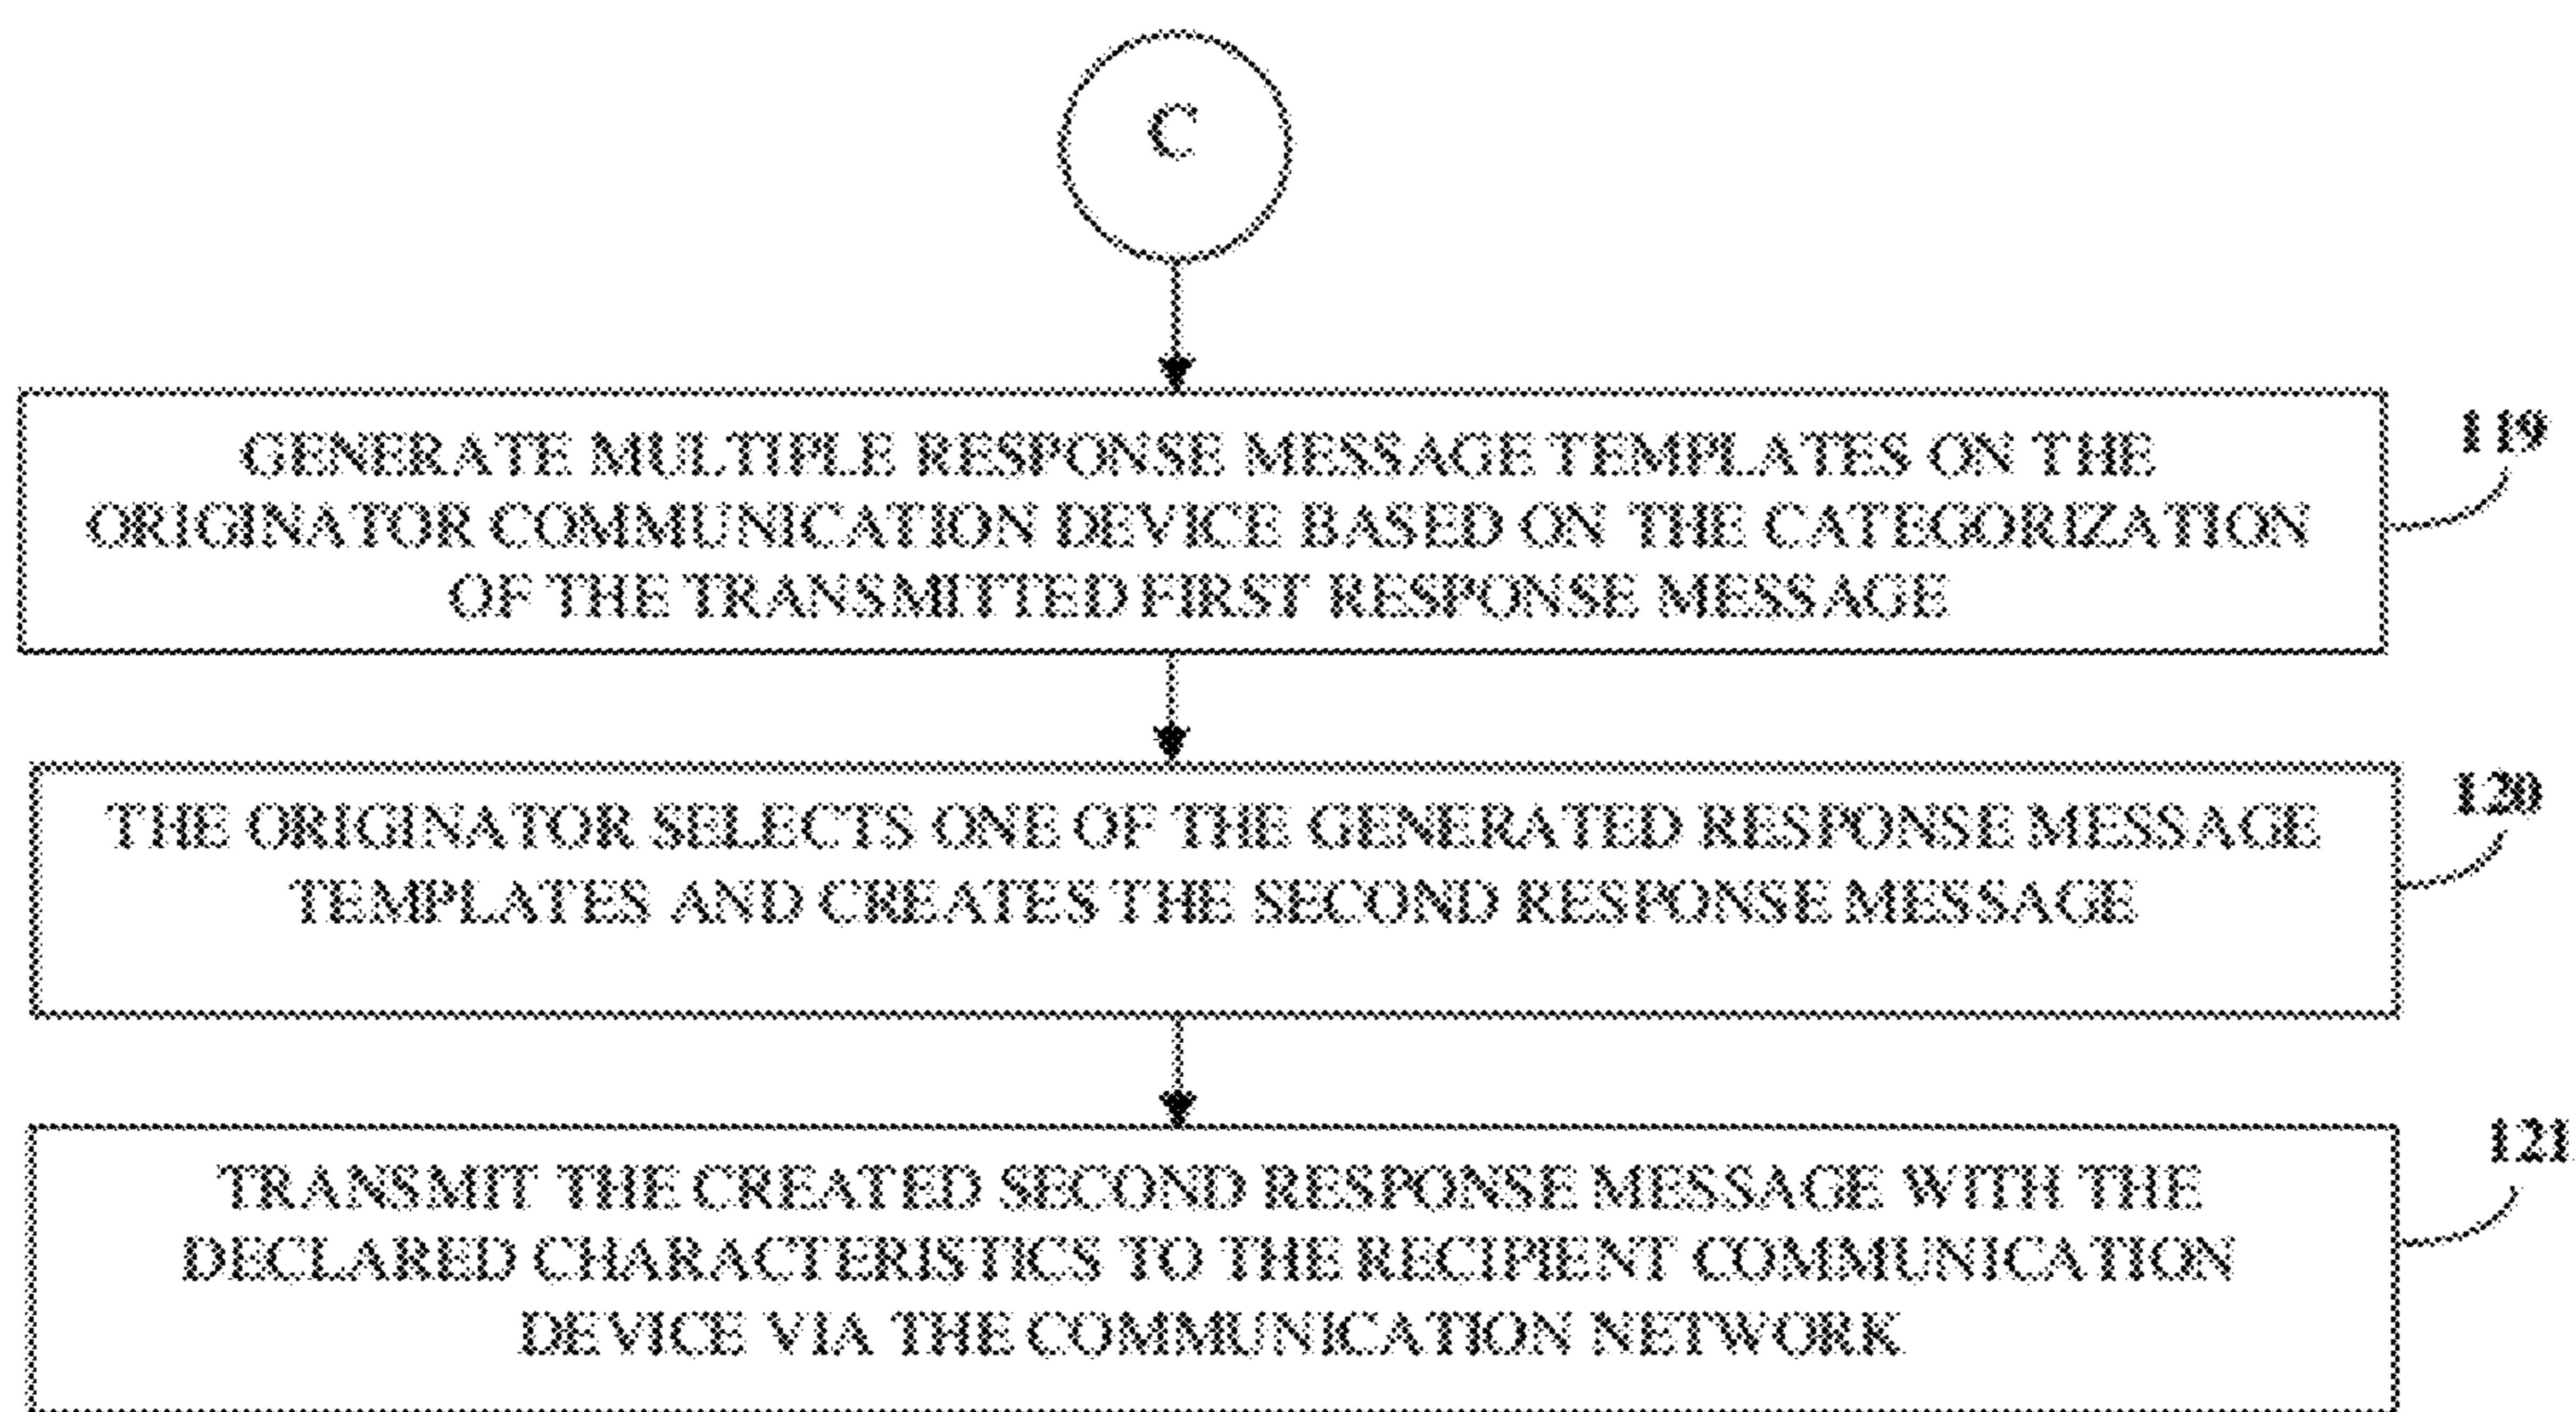 C
GENERATE MULTIPLE RESPONSE MESSAGE TEMPLATES ON THE
ORIGINATOR COMMUNICATION DEVICE BASED ON THE CATEGORIZATION
OF THE TRANSMITTED FIRST RESPONSE MESSAGE
119
THE ORIGINATOR SELECTS ONE OF THE GENERATED RESPONSE MESSAGE
TEMPLATES AND CREATES THE SECOND RESPONSE MESSAGE
120
TRANSMIT THE CREATED SECOND RESPONSE MESSAGE WITH THE
DECLARED CHARACTERISTICS TO THE RECIPIENT COMMUNICATION
DEVICE VIA THE COMMUNICATION NETWORK
121